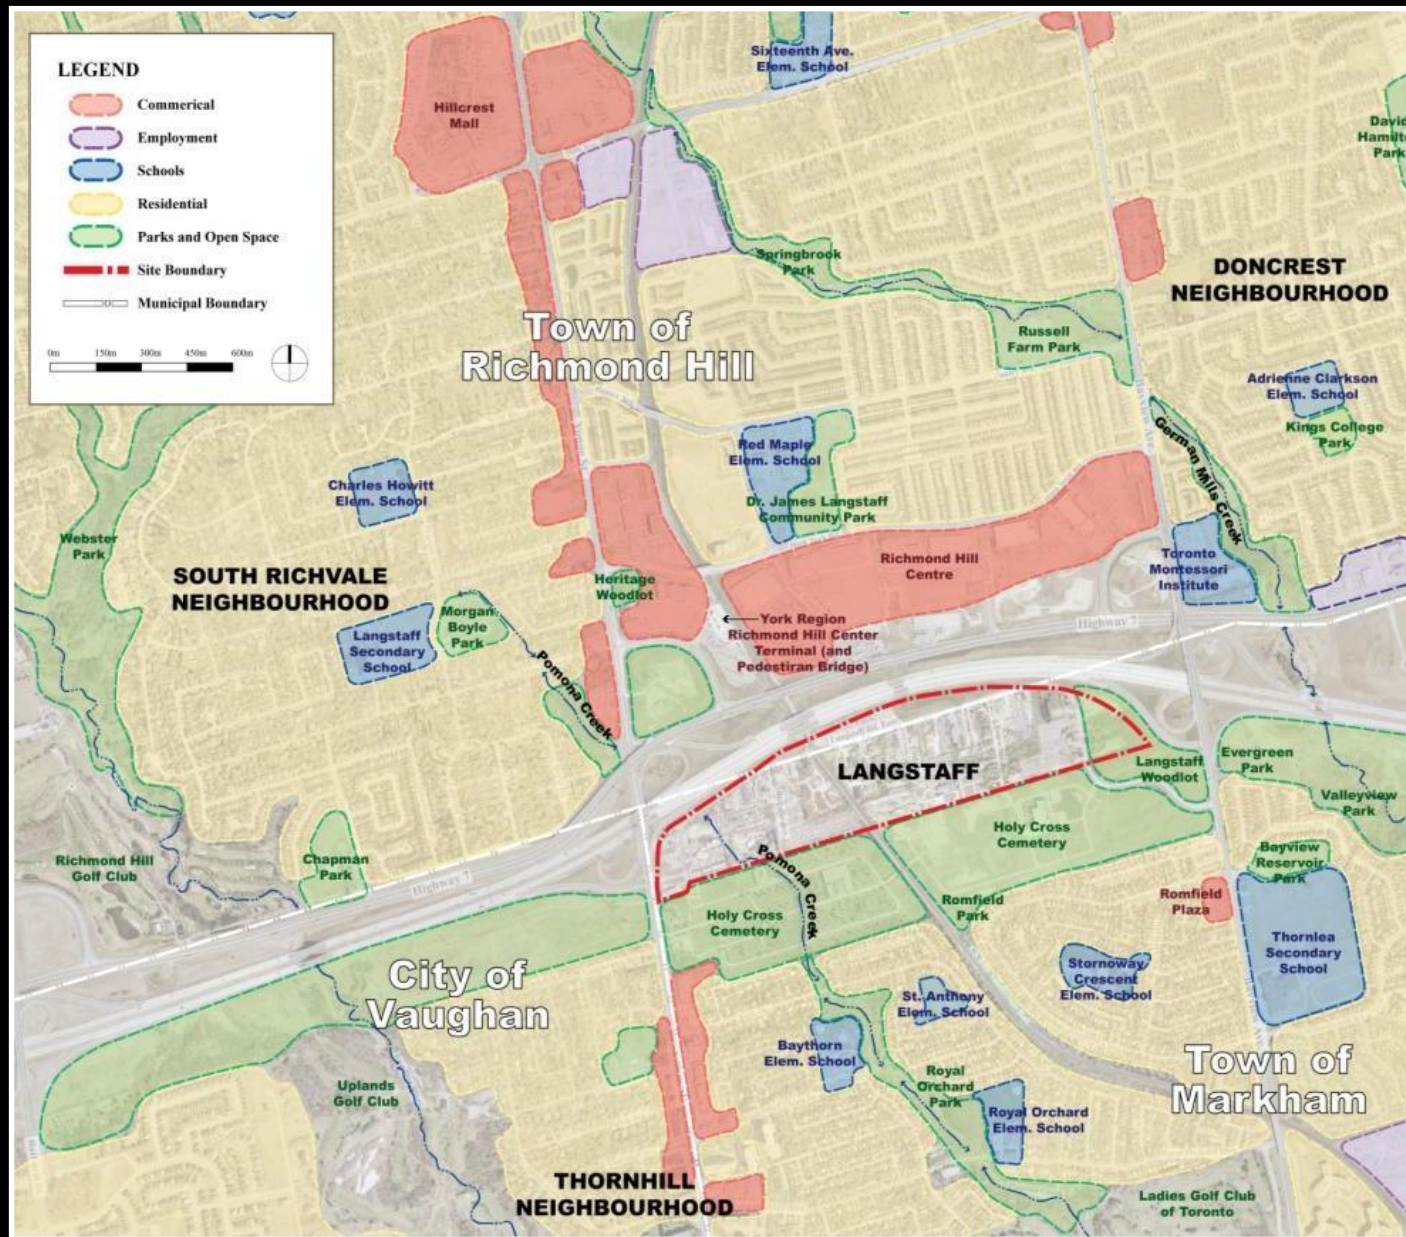 LEGEND
Commerical
Employment
Schools
Residential
Parks and Open Space
Site Boundary
Municipal Boundary
0m 150m 300m 450m 600m
Sixteenth Ave.
Elem. School
Hillcrest
Mall
Springbrook
Park
DONCREST
NEIGHBOURHOOD
Town of
Richmond Hill
Russell
Farm Park
Adrienne Clarkson
Elem. School
Kings College
Park
German Mills Creek
Bayview Ave.
Red Maple
Elem. School
Charles Howitt
Elem. School
Dr. James Langstaff
Community Park
Webster
Park
Richmond Hill
Centre
Toronto
Montessori
Institute
SOUTH RICHVALE
NEIGHBOURHOOD
Heritage
Woodlot
Morgan
Boyle
Park
Langstaff
Secondary
School
York Region
Richmond Hill Center
Terminal (and
Pedestiran Bridge)
Highway 7
Pomona Creek
LANGSTAFF
Langstaff
Woodlot
Evergreen
Park
Valleyview
Park
Holy Cross
Cemetery
Richmond Hill
Golf Club
Chapman
Park
Highway 7
Pomona Creek
Bayview
Reservoir
Park
Romfield
Plaza
Romfield
Park
Holy Cross
Cemetery
Thornlea
Secondary
School
City of
Vaughan
Stornoway
Crescent
Elem. School
St. Anthony
Elem. School
Baythorn
Elem. School
Town of
Markham
Uplands
Golf Club
Royal
Orchard
Park
Royal Orchard
Elem. School
THORNHILL
NEIGHBOURHOOD
Ladies Golf Club
of Toronto